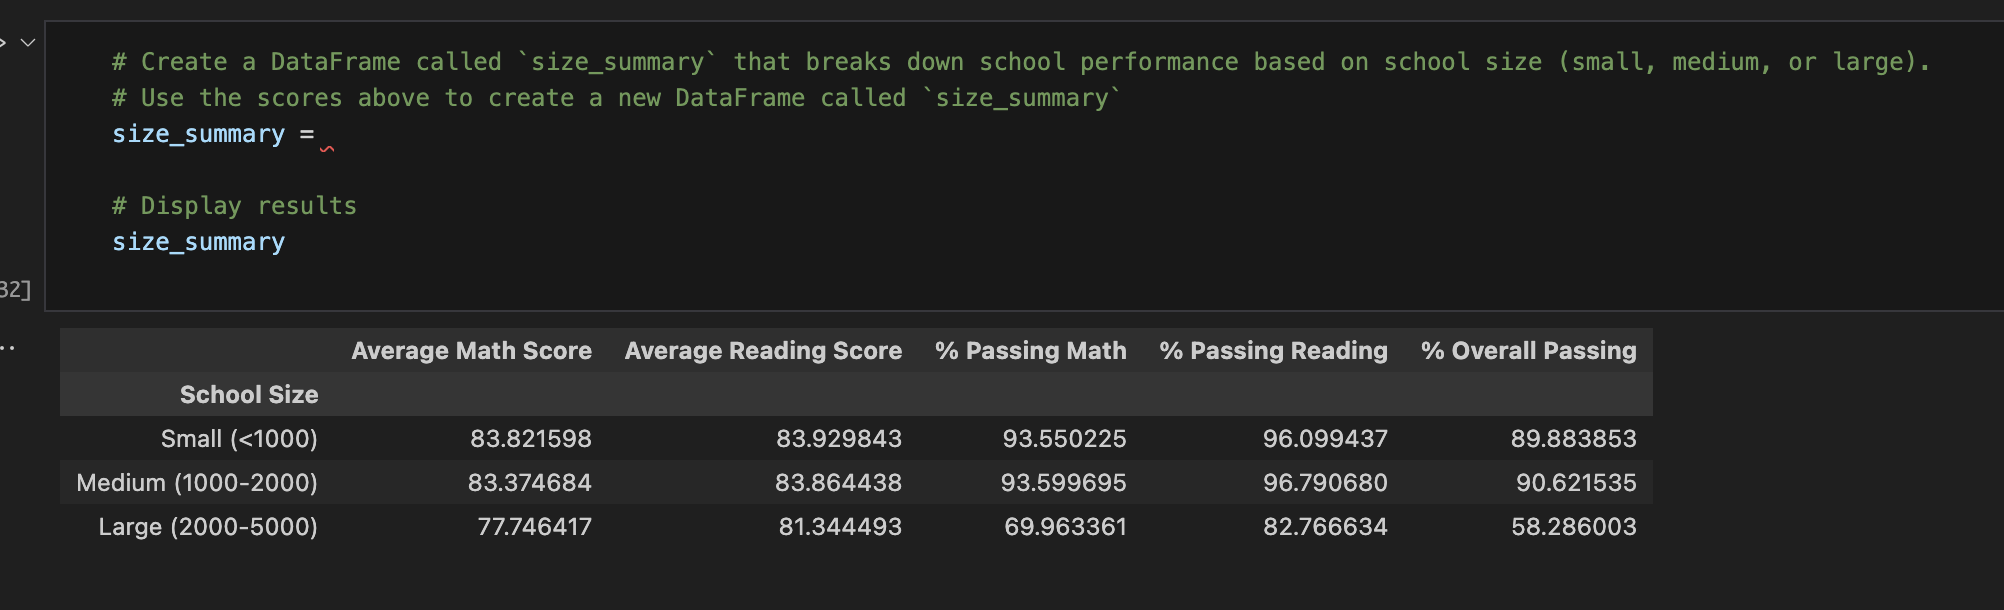 # Create a DataFrame called `size_summary` that breaks down school performance based on school size (small, medium, or large).
# Use the scores above to create a new DataFrame called `size_summary`
size_summary =
# Display results
size_summary
32]
Average Math Score Average Reading Score % Passing Math % Passing Reading % Overall Passing
School Size
Small (<1000) 83.821598 83.929843 93.550225 96.099437 89.883853
Medium (1000-2000) 83.374684 83.864438 93.599695 96.790680 90.621535
Large (2000-5000) 77.746417 81.344493 69.963361 82.766634 58.286003